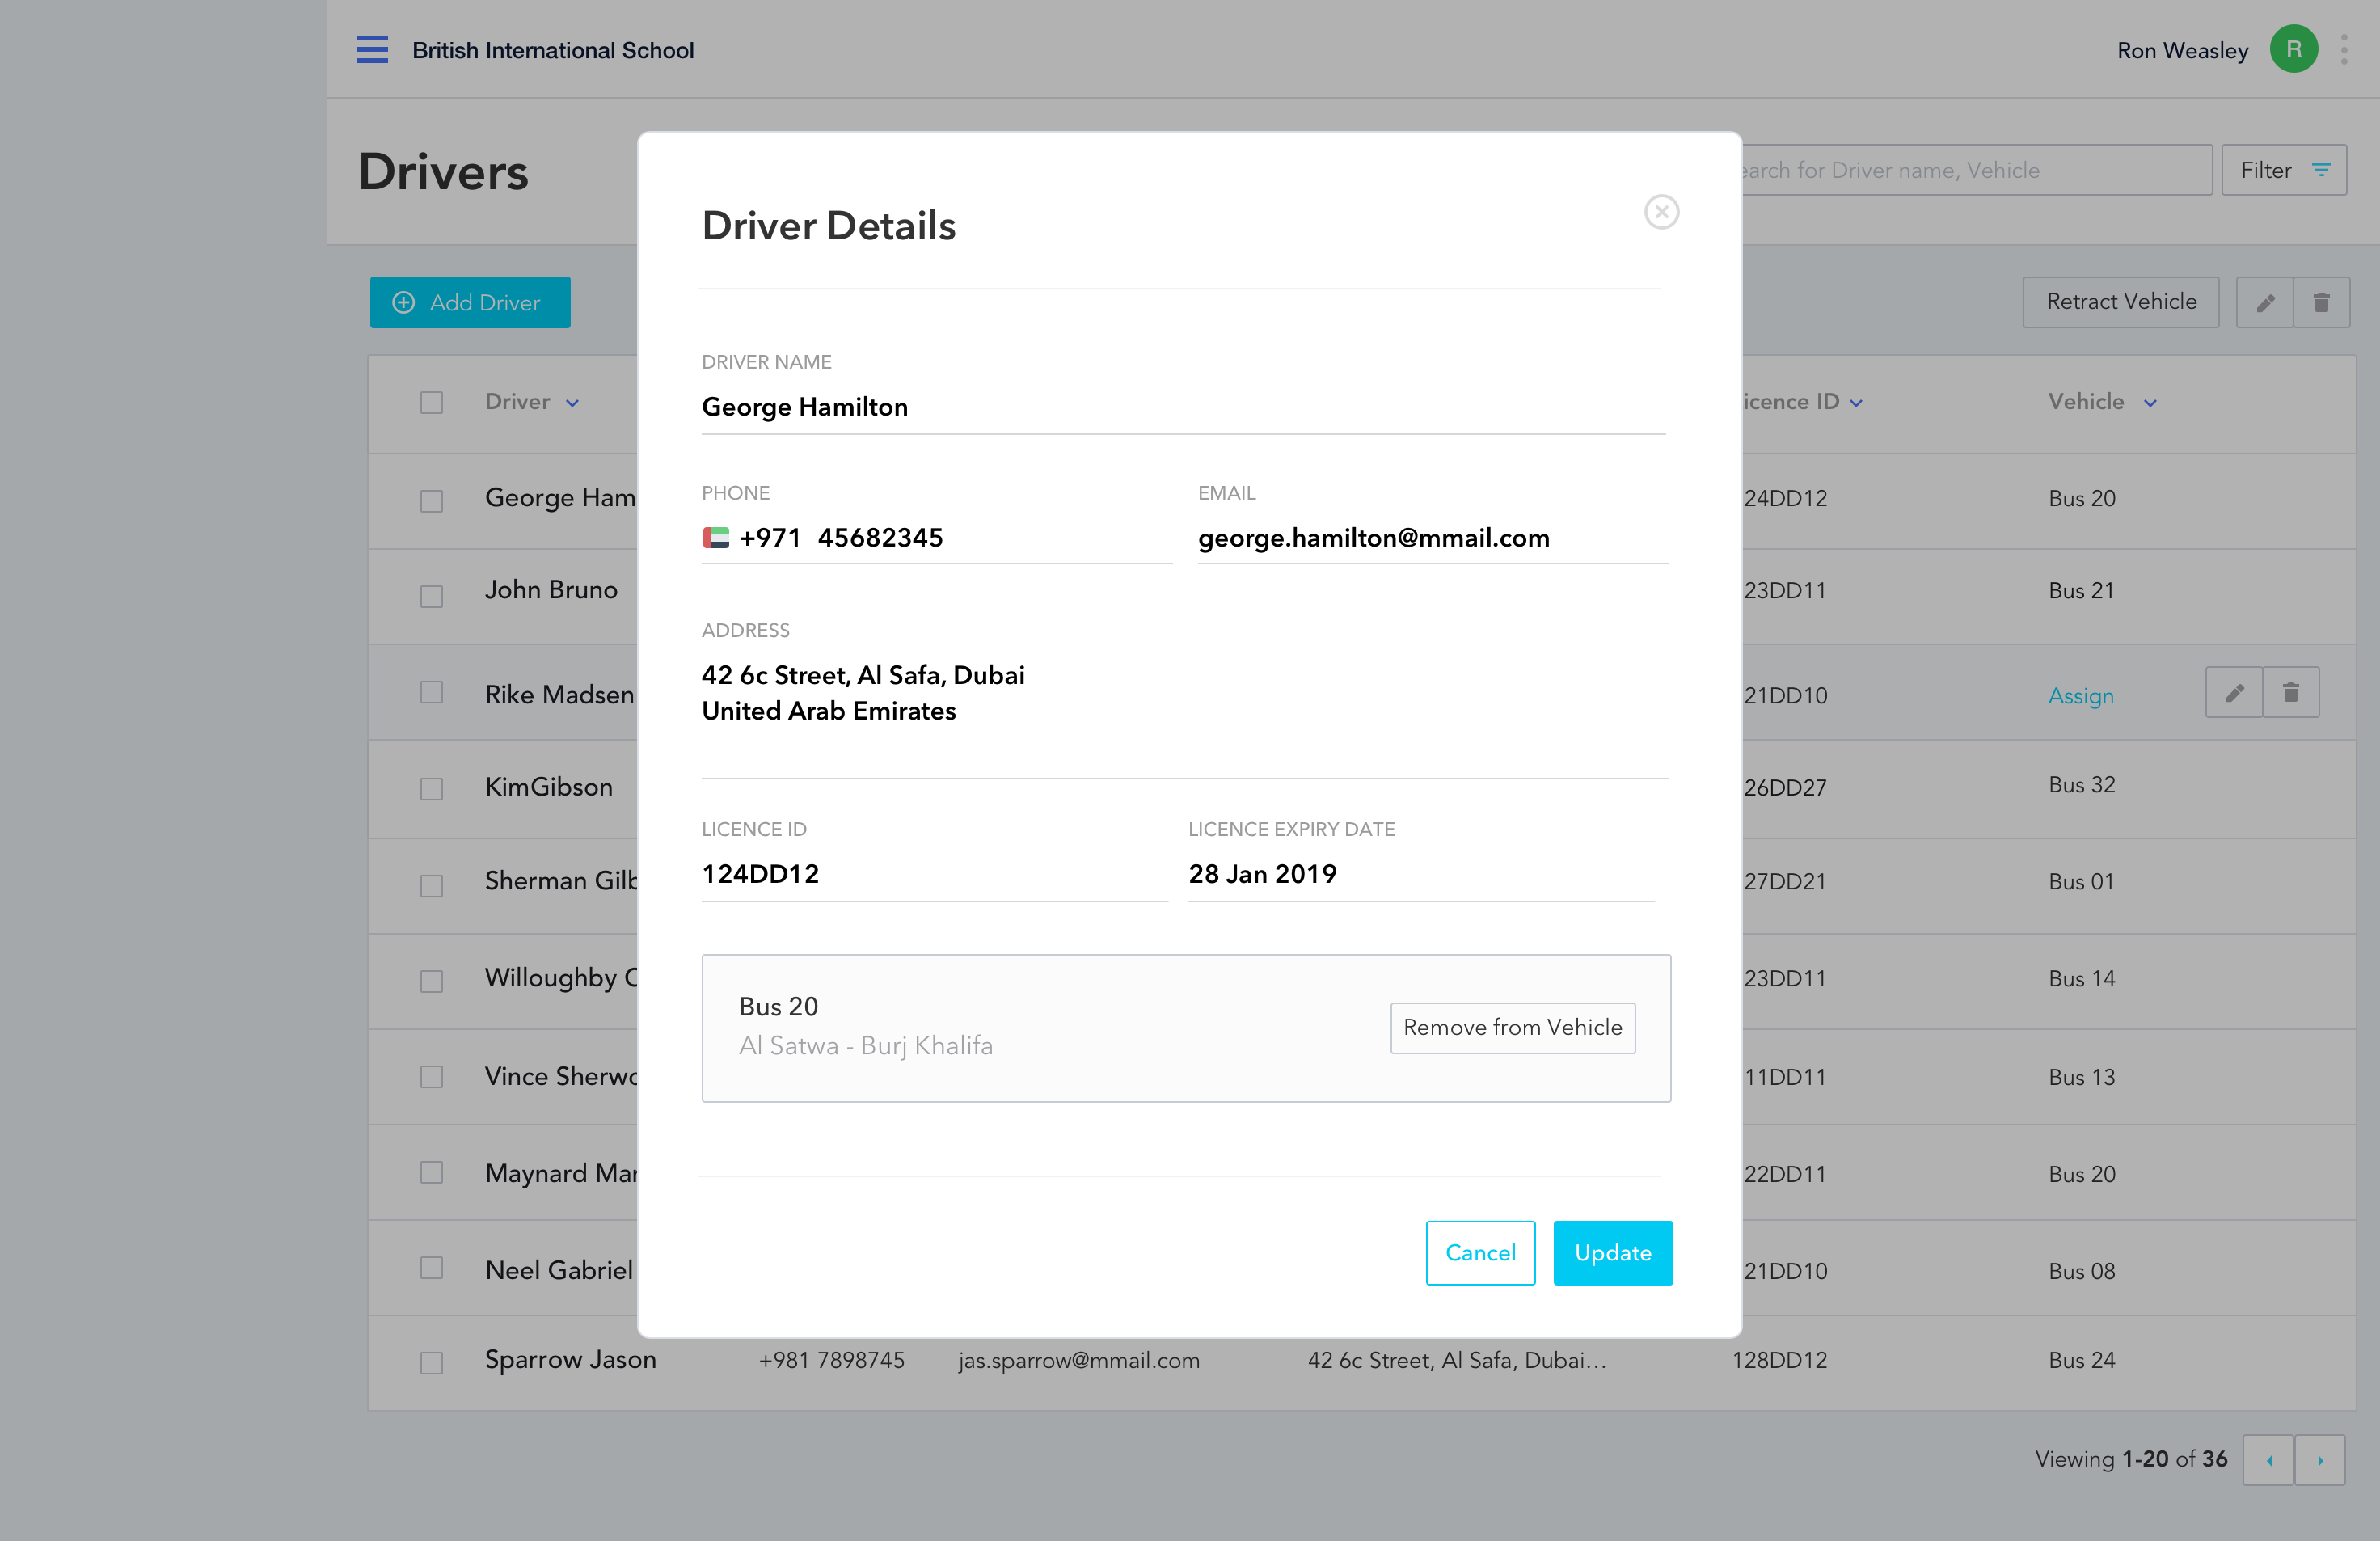 British International School
Ron Weasley
R
Drivers
earch for Driver name, Vehicle
Filter
Add Driver
Retract Vehicle
Driver
icence ID
Vehicle
George Ham
24DD12
Bus 20
John Bruno
23DD11
Bus 21
Rike Madsen
21DD10
Assign
KimGibson
26DD27
Bus 32
Sherman Gilb
27DD21
Bus 01
Willoughby
23DD11
Bus 14
Vince Sherwo
11DD11
Bus 13
Maynard Mar
22DD11
Bus 20
Neel Gabriel
21DD10
Bus 08
Sparrow Jason
+981 7898745
jas.sparrow@mmail.com
42 6c Street, Al Safa, Dubai...
128DD12
Bus 24
Viewing 1-20 of 36
Driver Details
DRIVER NAME
George Hamilton
PHONE
+971 45682345
EMAIL
george.hamilton@mmail.com
ADDRESS
42 6c Street, Al Safa, Dubai
United Arab Emirates
LICENCE ID
124DD12
LICENCE EXPIRY DATE
28 Jan 2019
Bus 20
Al Satwa - Burj Khalifa
Remove from Vehicle
Cancel
Update